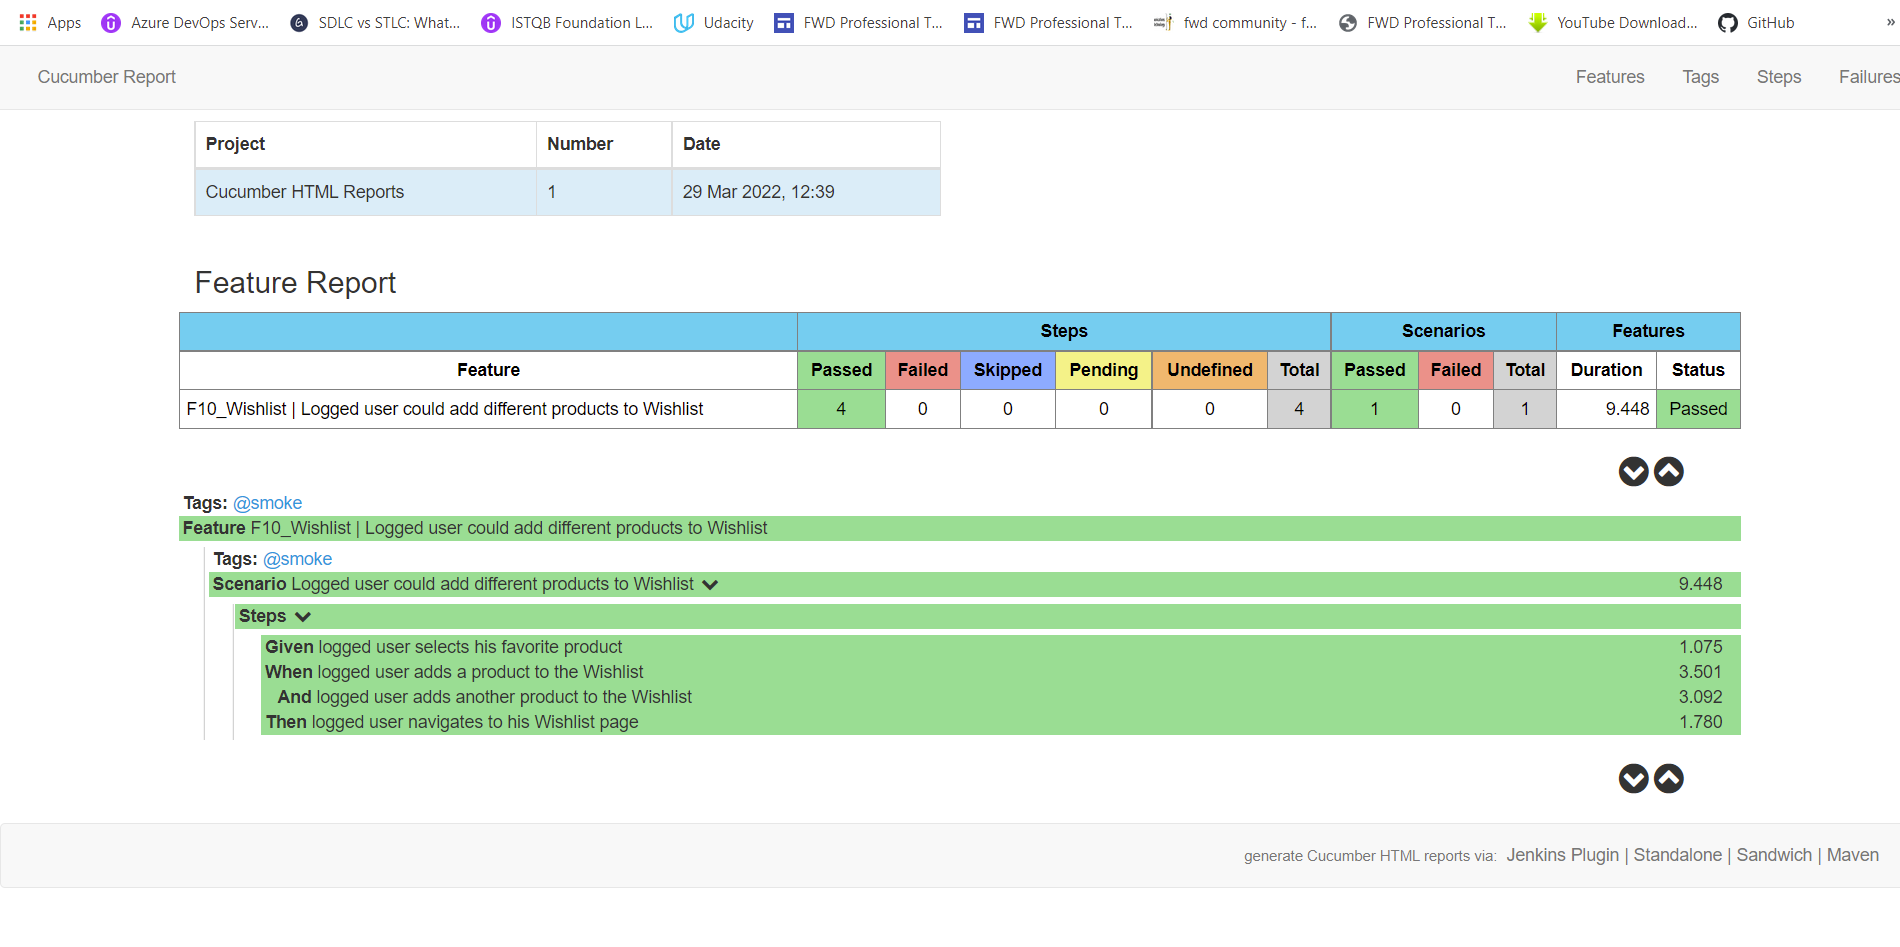 Apps Azure DevOps Serv... SDLC vs STLC: What... ISTQB Foundation L... Udacity FWD Professional T... FWD Professional T... fwd community - f... FWD Professional T... YouTube Download... GitHub »
Cucumber Report Features Tags Steps Failures
Project Number Date
Cucumber HTML Reports 1 29 Mar 2022, 12:39
Feature Report
Steps Scenarios Features
Feature Passed Failed Skipped Pending Undefined Total Passed Failed Total Duration Status
F10_Wishlist | Logged user could add different products to Wishlist 4 0 0 0 0 4 1 0 1 9.448 Passed
Tags: @smoke
Feature F10_Wishlist | Logged user could add different products to Wishlist
Tags: @smoke
Scenario Logged user could add different products to Wishlist 9.448
Steps
Given logged user selects his favorite product 1.075
When logged user adds a product to the Wishlist 3.501
And logged user adds another product to the Wishlist 3.092
Then logged user navigates to his Wishlist page 1.780
generate Cucumber HTML reports via: Jenkins Plugin | Standalone | Sandwich | Maven